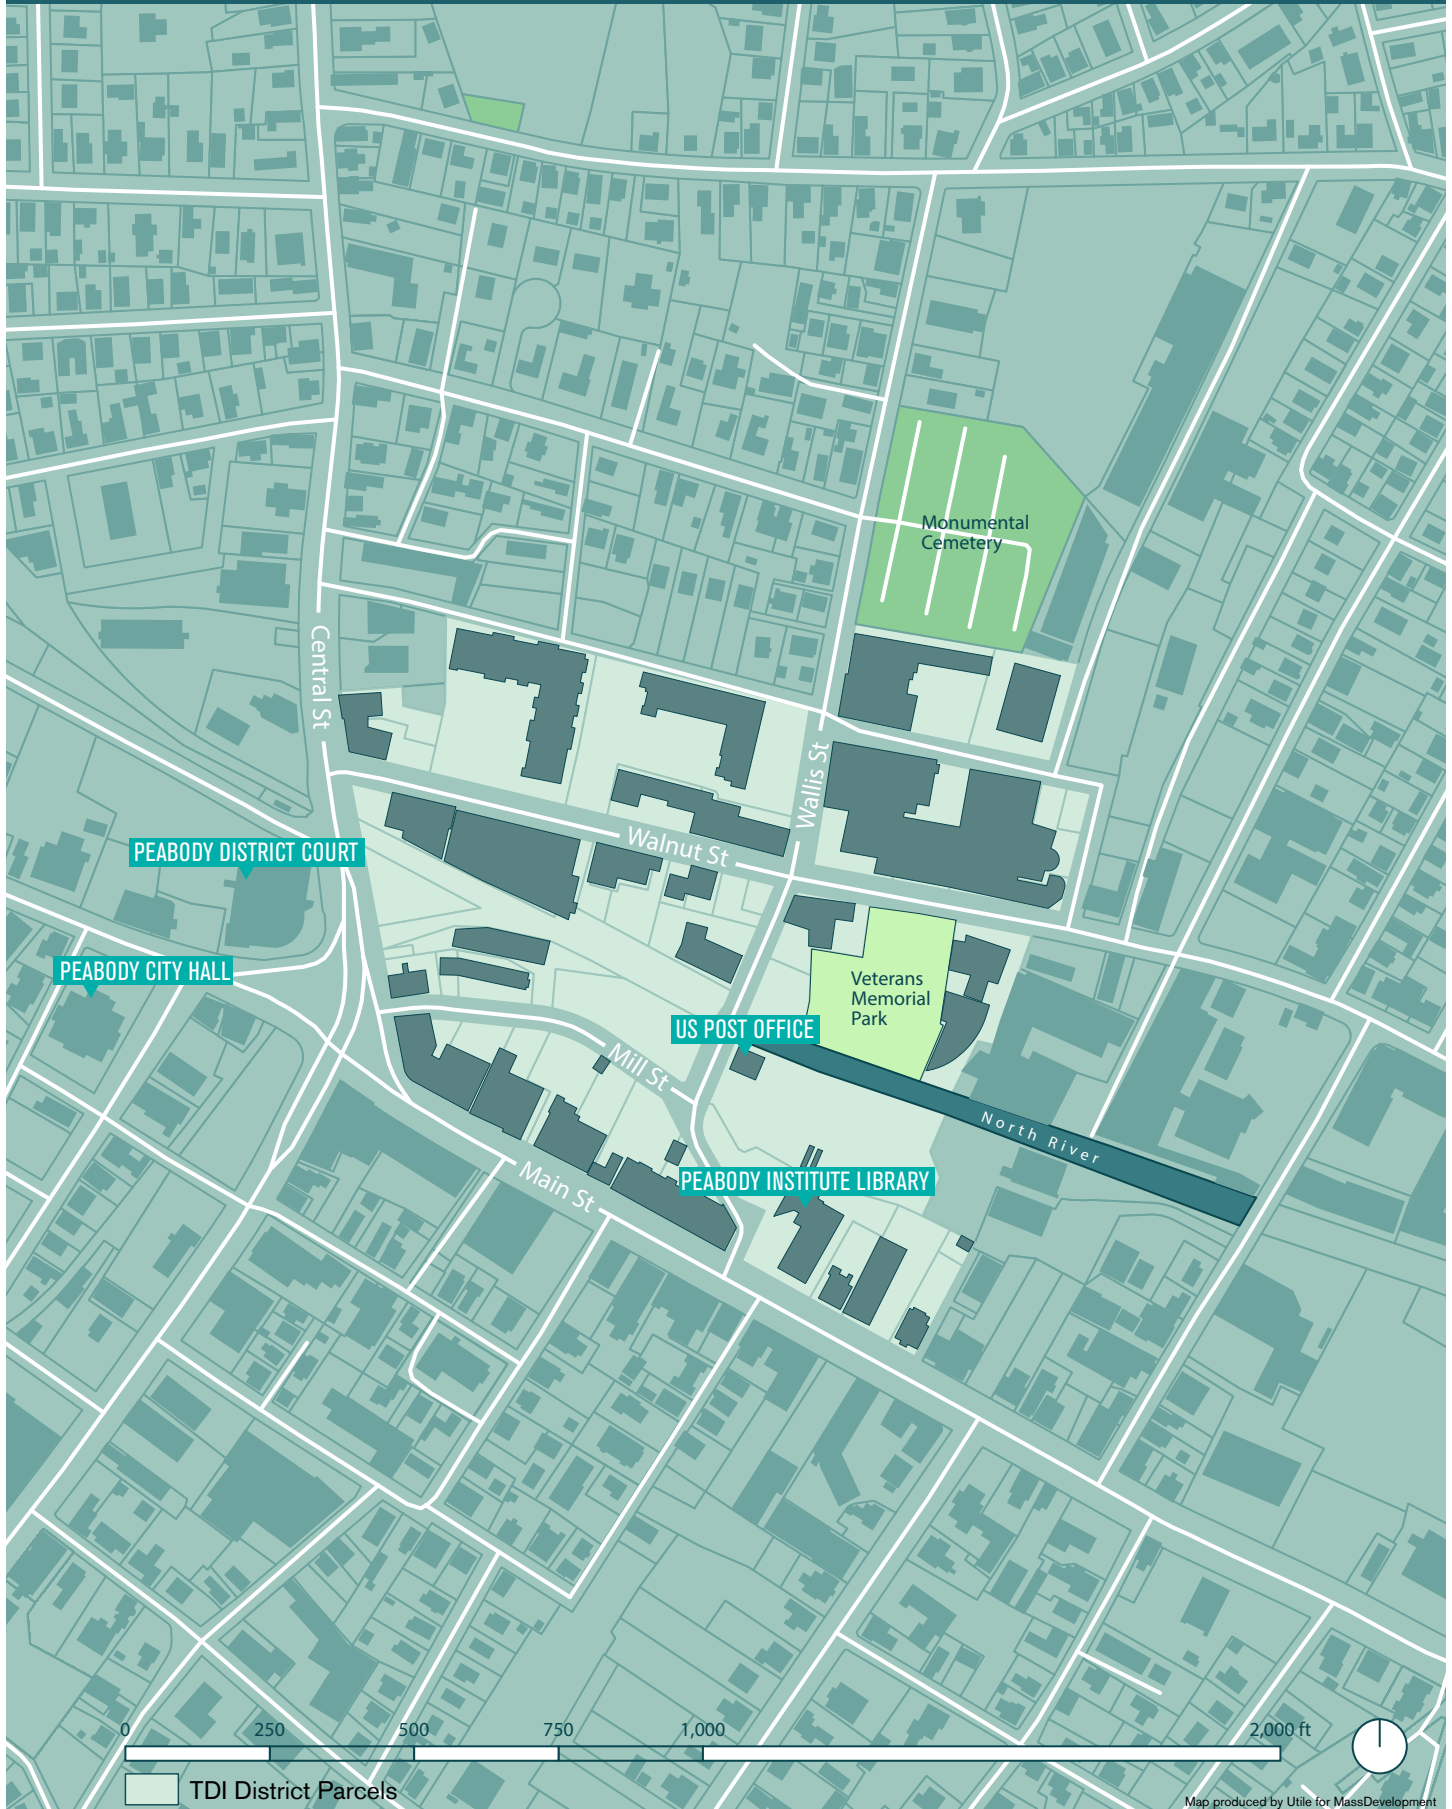 Monumental
Cemetery
Central St
Wallis St
Walnut St
PEABODY DISTRICT COURT
PEABODY CITY HALL
Veterans
Memorial
Park
US POST OFFICE
Mill St
North River
Main St
PEABODY INSTITUTE LIBRARY
0 250 500 750 1,000 2,000 ft
TDI District Parcels
Map produced by Utile for MassDevelopment